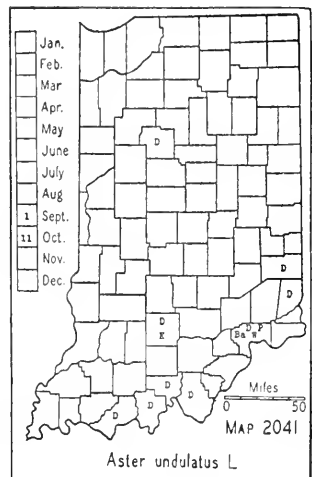 Jan.
Feb.
Mar
Apr.
May
June
July
Aug
1 Sept.
11 Oct.
Nov.
Dec.
D
D
D
D
K
D P
Ba W
D
D
D
D
Miles
0 50
MAP 2041
Aster undulatus L